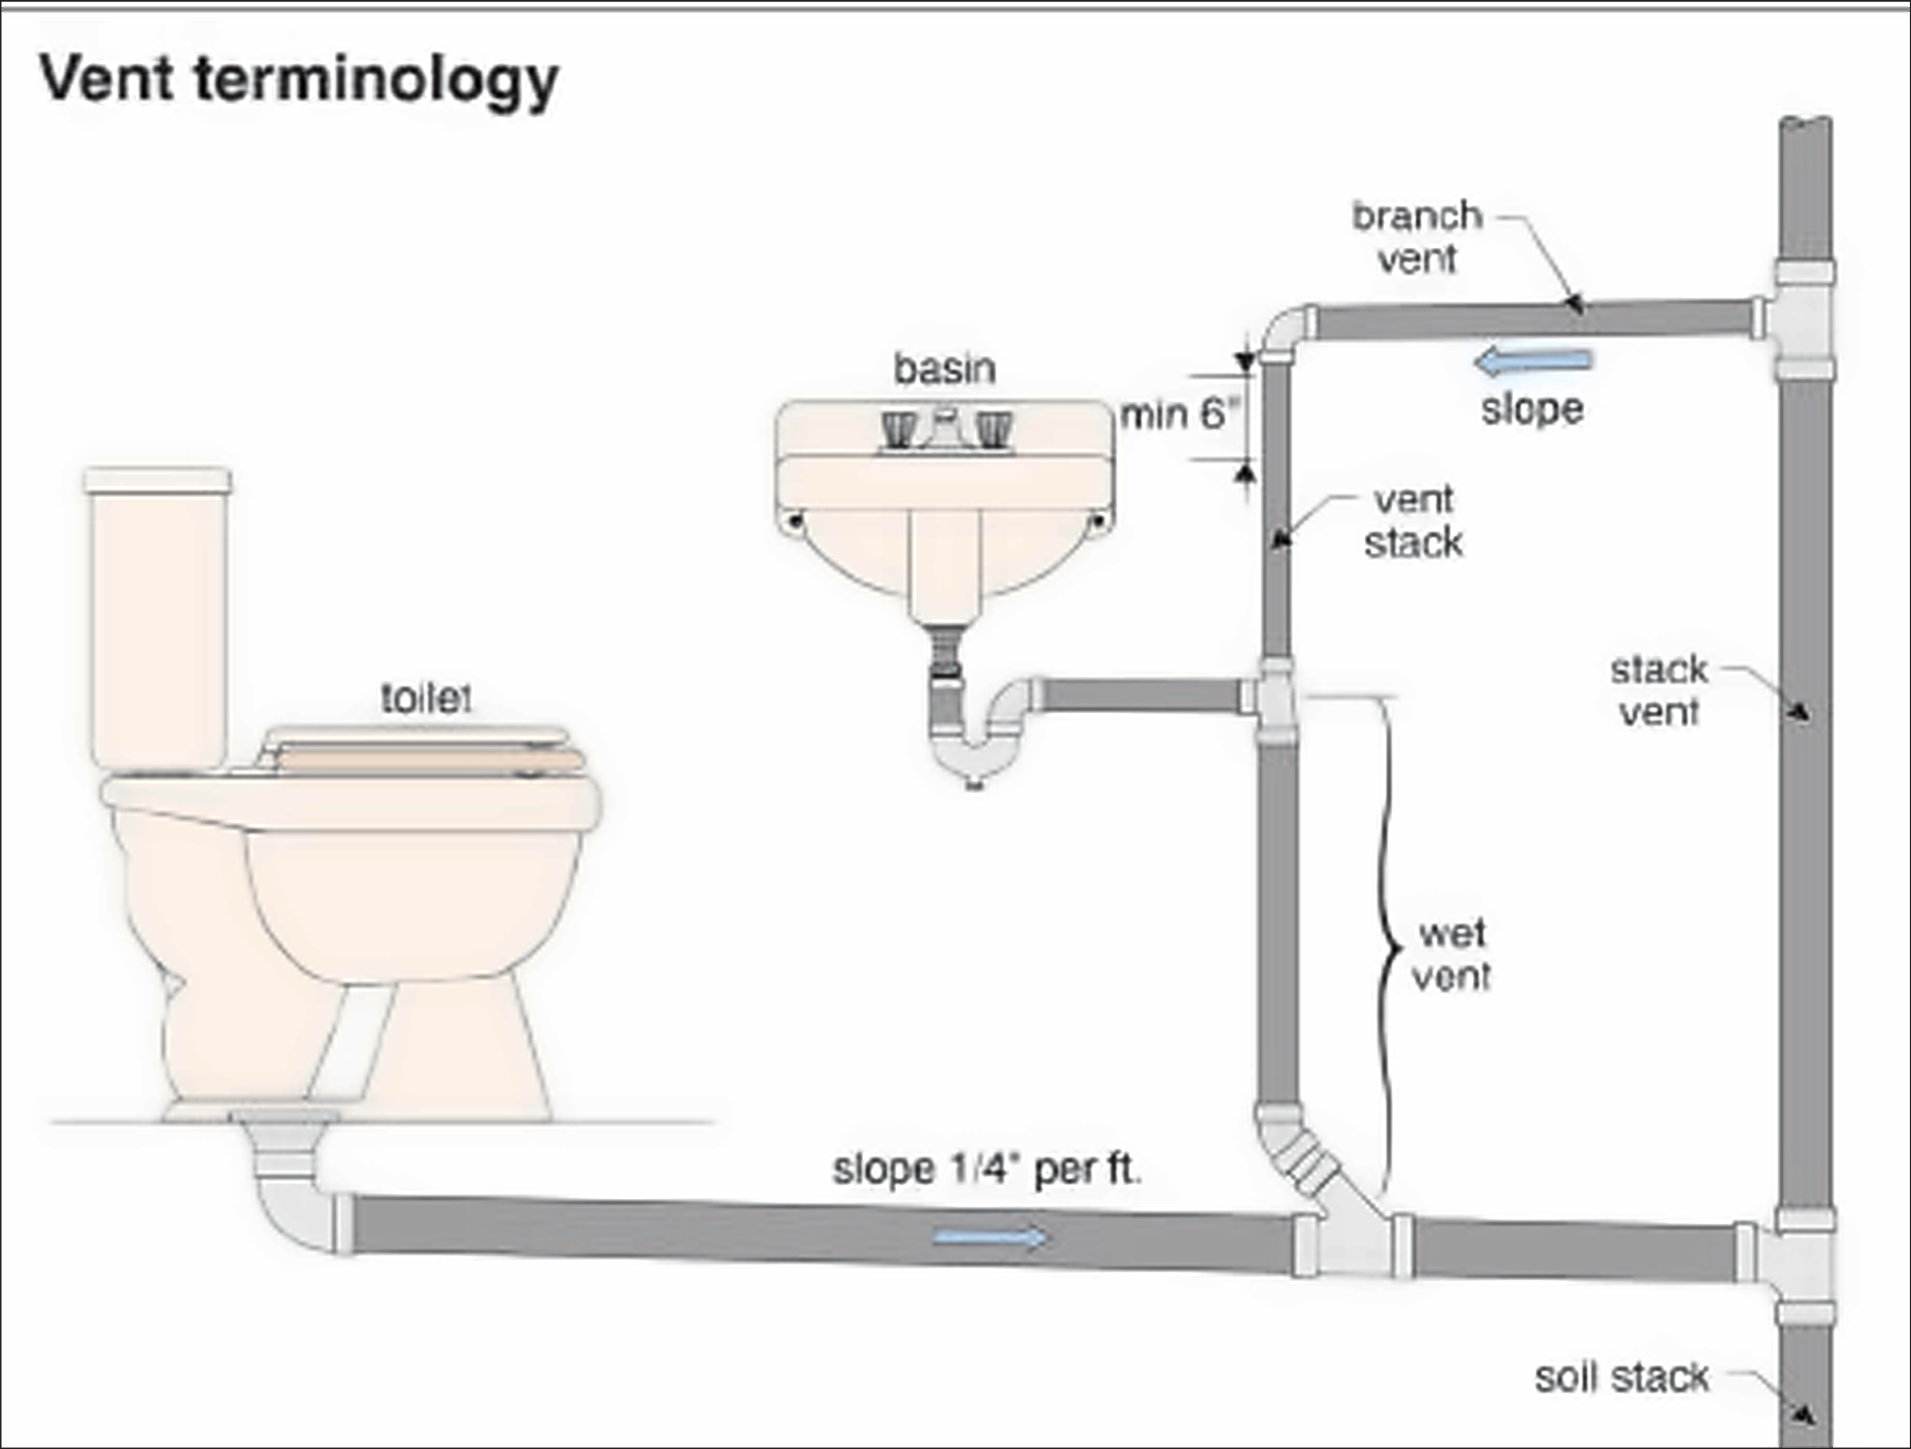 Vent terminology
branch
vent
basin
min 6"
slope
vent
stack
stack
vent
toilet
wet
vent
slope 1/4" per ft.
soil stack